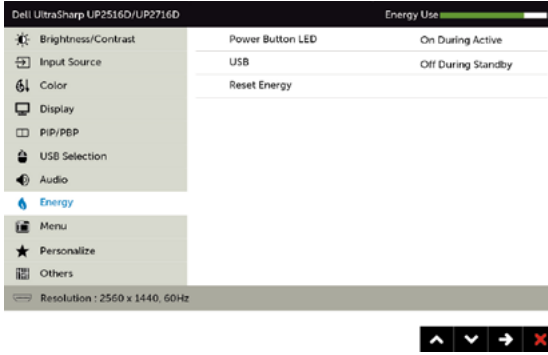 Dell UltraSharp UP2516D/UP2716D Energy Use
Brightness/Contrast Power Button LED On During Active
Input Source USB Off During Standby
Color Reset Energy
Display
PIP/PBP
USB Selection
Audio
Energy
Menu
Personalize
Others
Resolution : 2560 x 1440, 60Hz